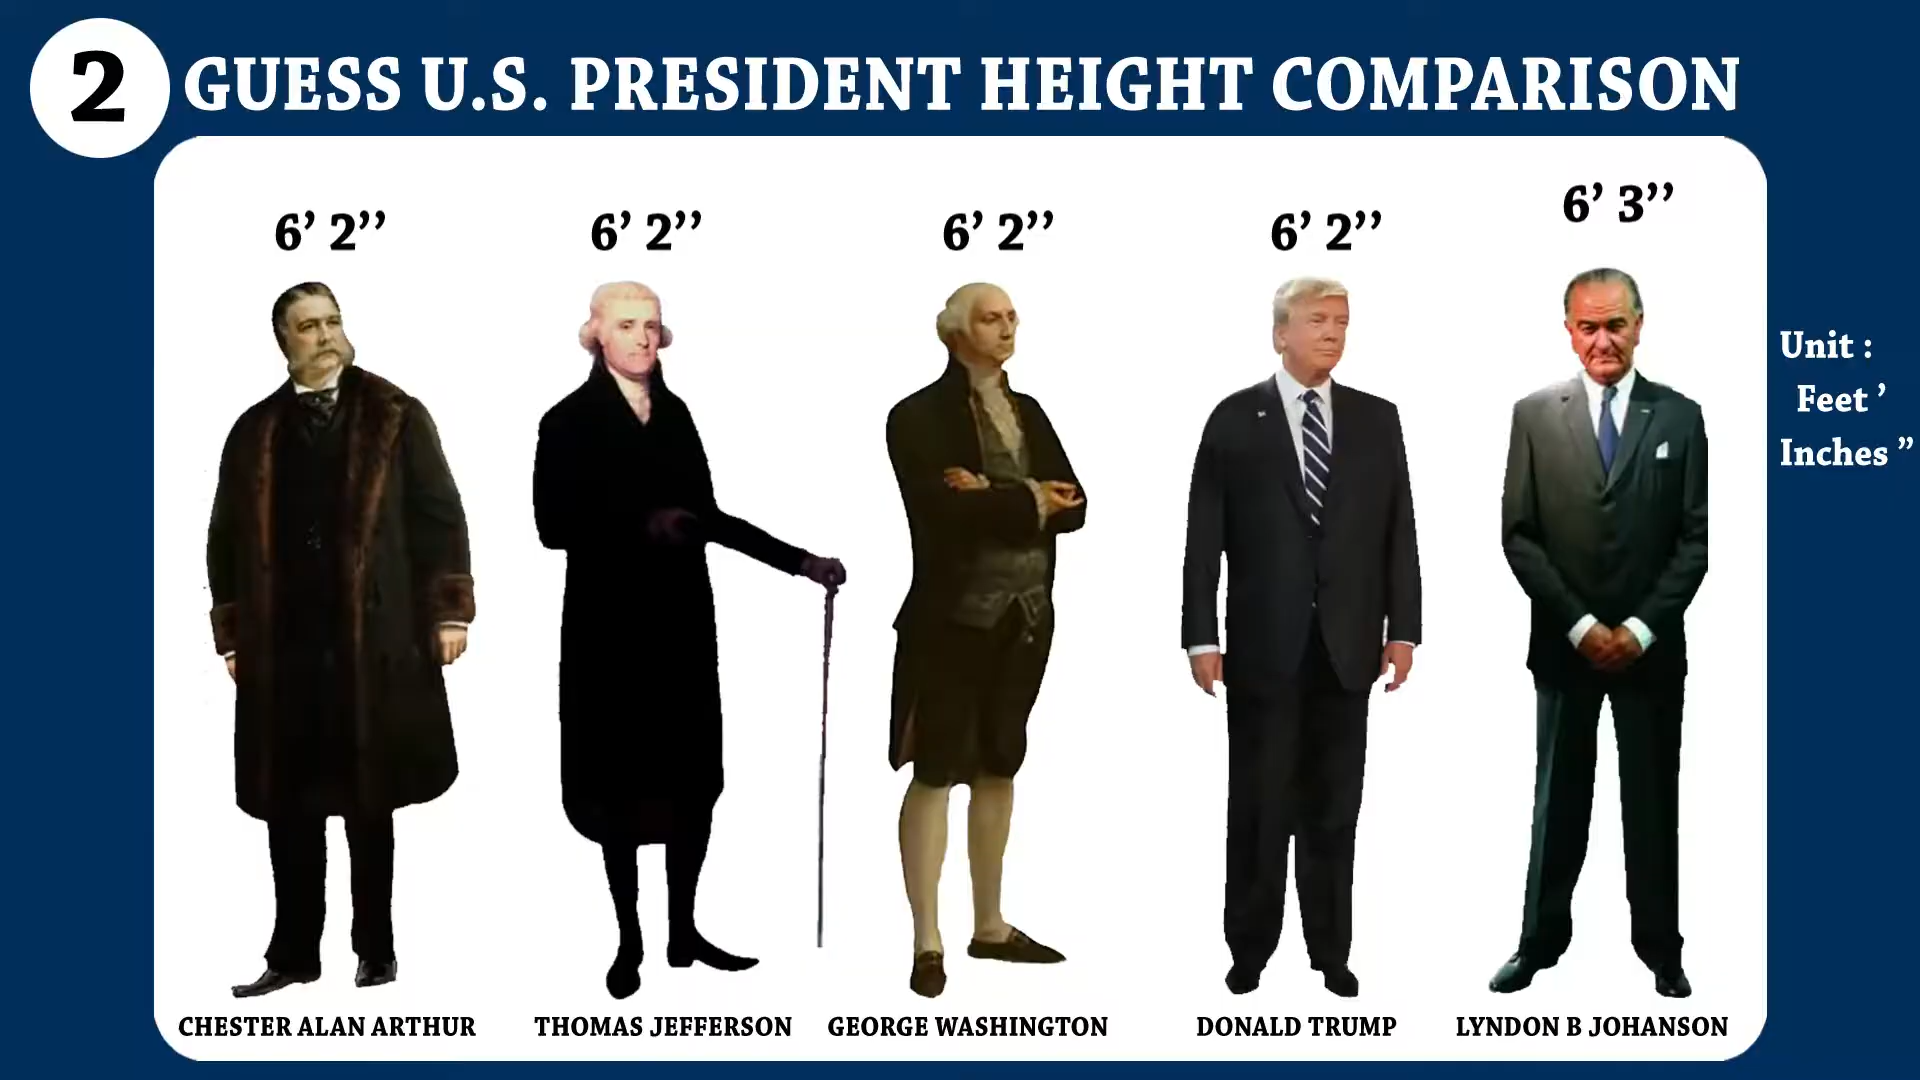 2
GUESS U.S. PRESIDENT HEIGHT COMPARISON
6’ 2’’
6’ 2’’
6’ 2’’
6’ 2’’
6’ 3’’
Unit :
Feet ’
Inches ”
CHESTER ALAN ARTHUR
THOMAS JEFFERSON
GEORGE WASHINGTON
DONALD TRUMP
LYNDON B JOHANSON